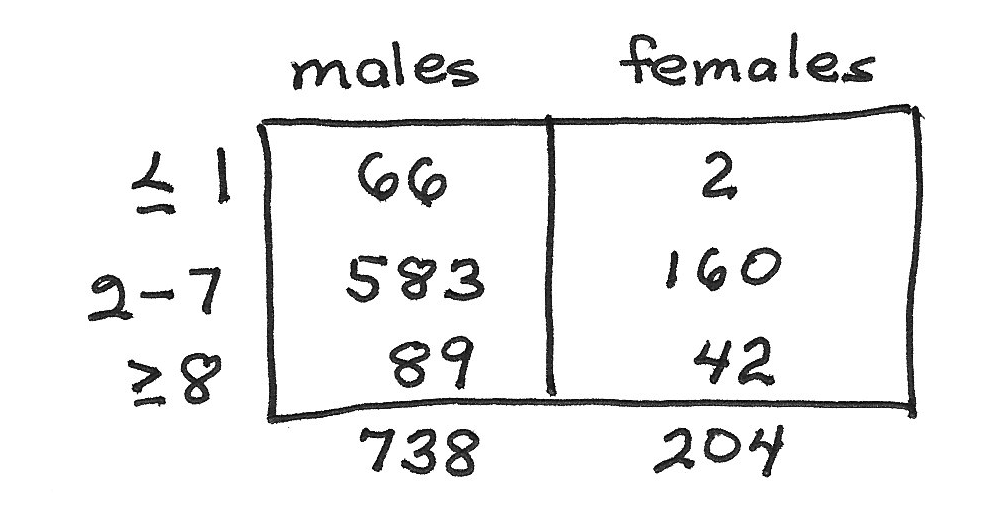 males females
≤ 1 66 2
2-7 583 160
≥8 89 42
738 204